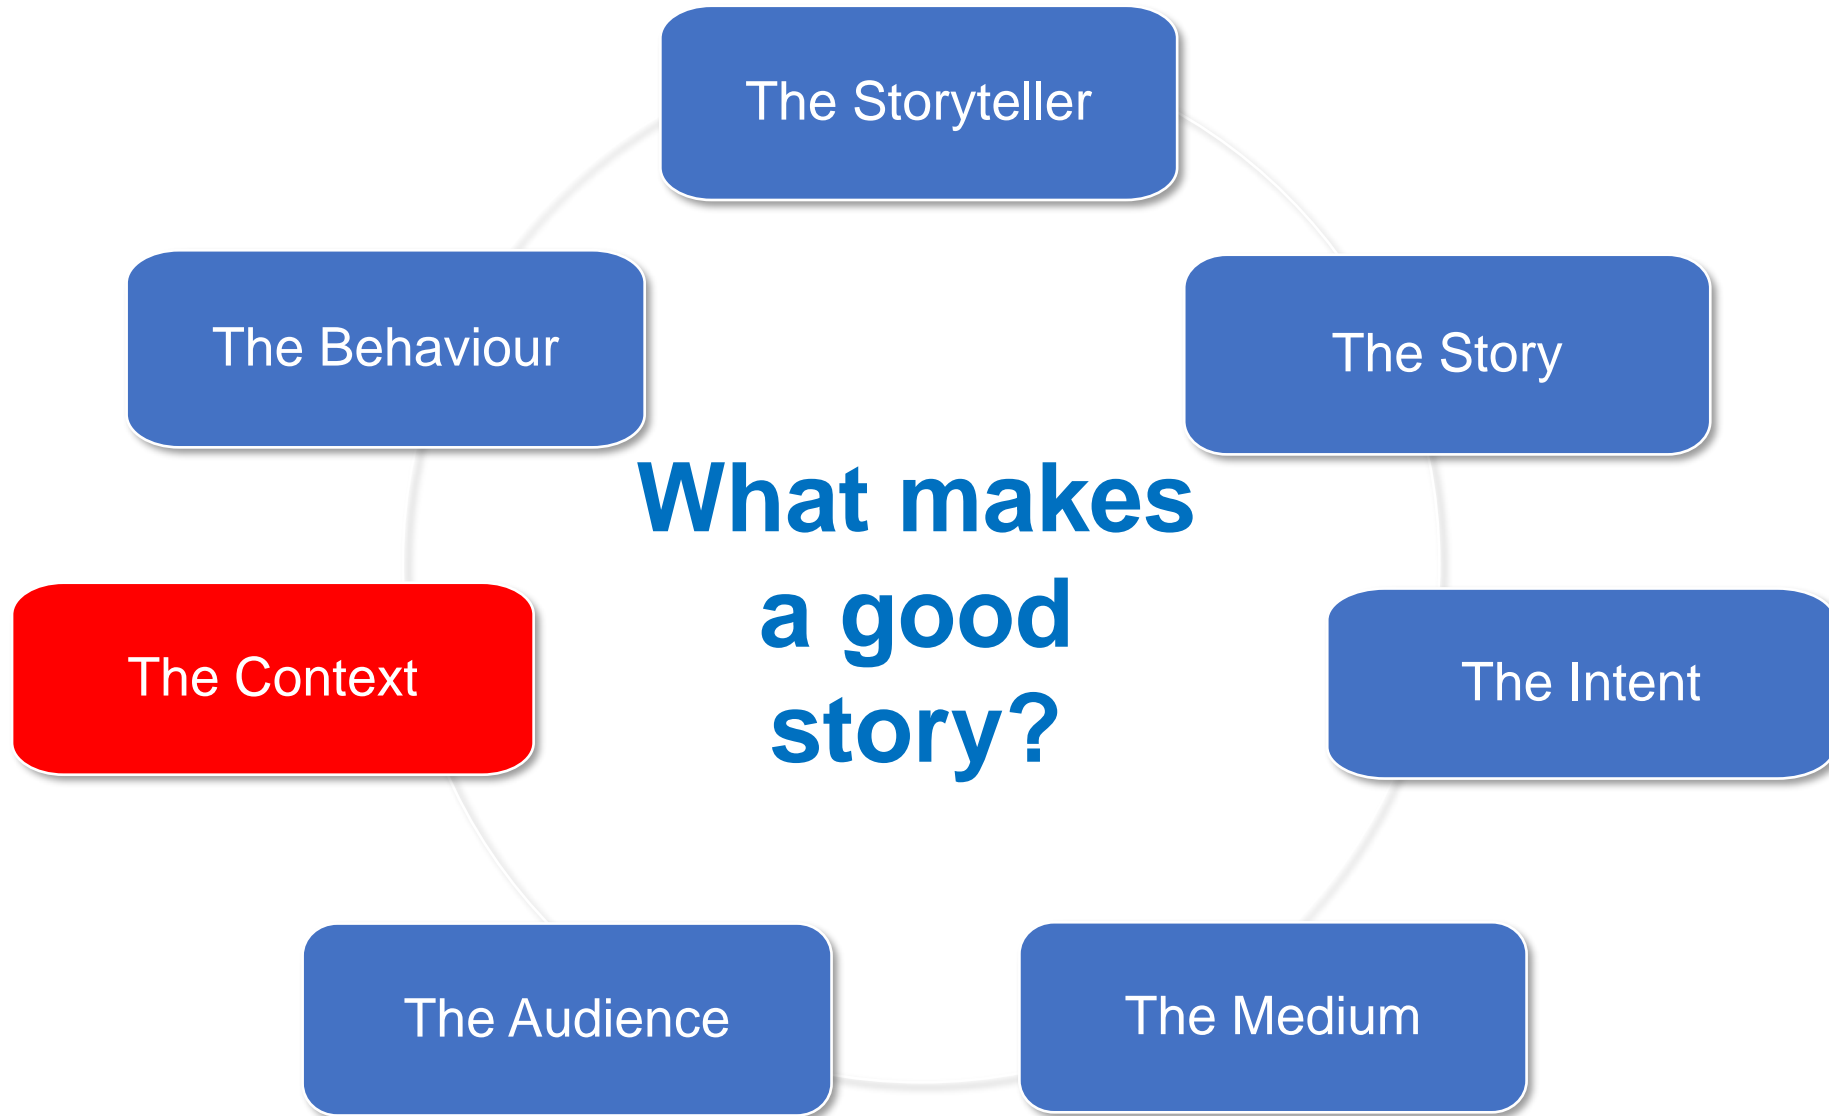 The Storyteller
The Behaviour
The Story
What makes
a good
story?
The Context
The Intent
The Audience
The Medium